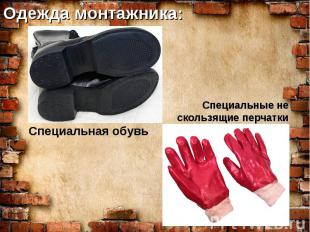 Одежда монтажника:
Специальные не
скользящие перчатки
Специальная обувь